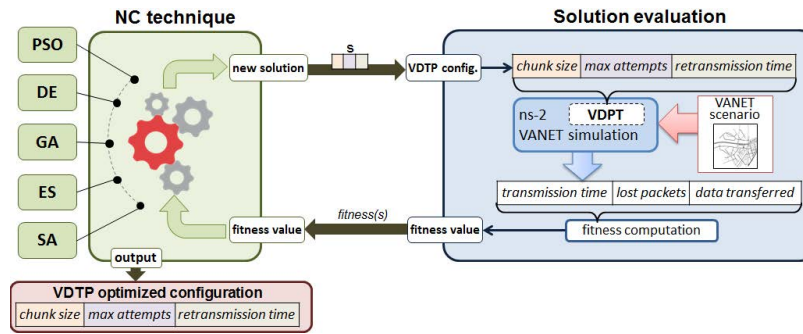 NC technique
Solution evaluation
PSO
DE
GA
ES
SA
new solution
s
VDTP config.
chunk size max attempts retransmission time
ns-2 VDPT
VANET simulation
VANET
scenario
transmission time lost packets data transferred
fitness computation
fitness value
fitness(s)
fitness value
output
VDTP optimized configuration
chunk size max attempts retransmission time